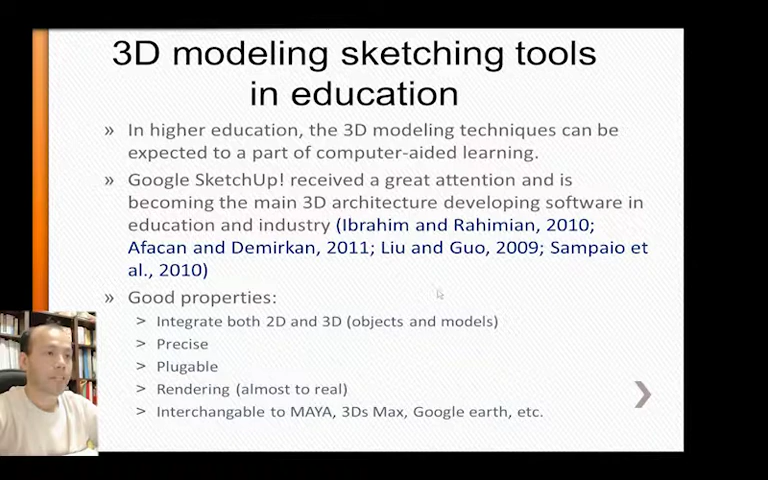 3D modeling sketching tools
in education
» In higher education, the 3D modeling techniques can be
expected to a part of computer-aided learning.
» Google SketchUp! received a great attention and is
becoming the main 3D architecture developing software in
education and industry (Ibrahim and Rahimian, 2010;
Afacan and Demirkan, 2011; Liu and Guo, 2009; Sampaio et
al., 2010)
» Good properties:
> Integrate both 2D and 3D (objects and models)
> Precise
> Plugable
> Rendering (almost to real)
> Interchangable to MAYA, 3Ds Max, Google earth, etc.